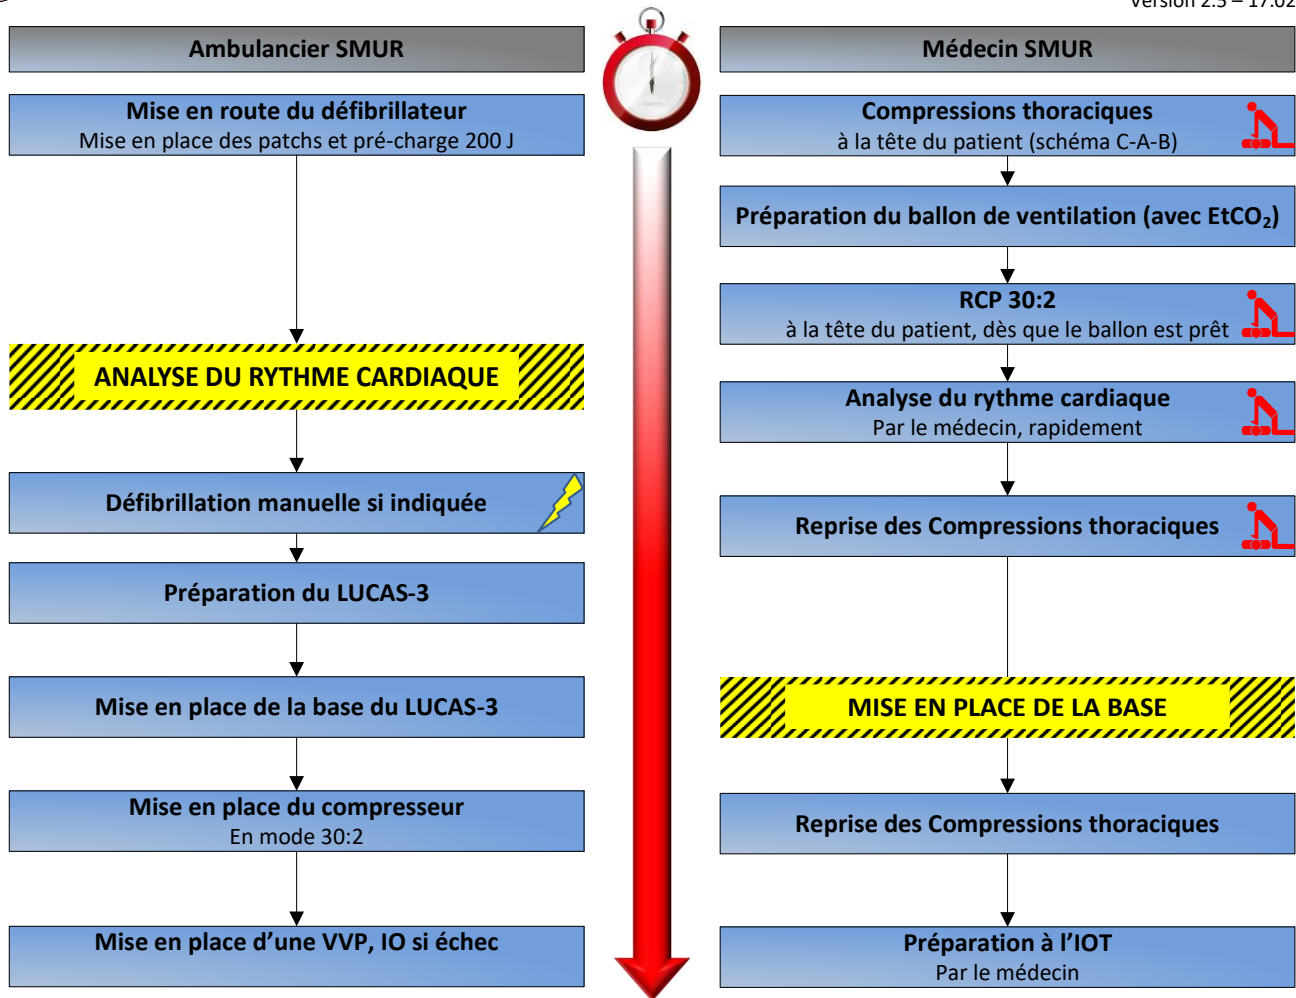 Version 2.5 – 17.02
Ambulancier SMUR
Médecin SMUR
Mise en route du défibrillateur
Mise en place des patchs et pré-charge 200 J
Compressions thoraciques
à la tête du patient (schéma C-A-B)
Préparation du ballon de ventilation (avec EtCO₂)
RCP 30:2
à la tête du patient, dès que le ballon est prêt
ANALYSE DU RYTHME CARDIAQUE
Analyse du rythme cardiaque
Par le médecin, rapidement
Défibrillation manuelle si indiquée
Reprise des Compressions thoraciques
Préparation du LUCAS-3
Mise en place de la base du LUCAS-3
MISE EN PLACE DE LA BASE
Mise en place du compresseur
En mode 30:2
Reprise des Compressions thoraciques
Mise en place d’une VVP, IO si échec
Préparation à l’IOT
Par le médecin